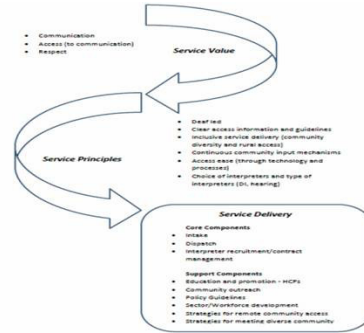 • Communication
• Access (to communication)
• Respect
Service Value
• Deaf led
• Clear access information and guidelines
• Inclusive service delivery (community
diversity and rural access)
• Continuous community input mechanisms
• Access ease (through technology and
processes)
• Choice of interpreters and type of
interpreters (DI, hearing)
Service Principles
Service Delivery
Core Components
• Intake
• Dispatch
• Interpreter recruitment/contract
management
Support Components
• Education and promotion - HCPs
• Community outreach
• Policy Guidelines
• Sector/Workforce development
• Strategies for remote community access
• Strategies for meeting diverse community